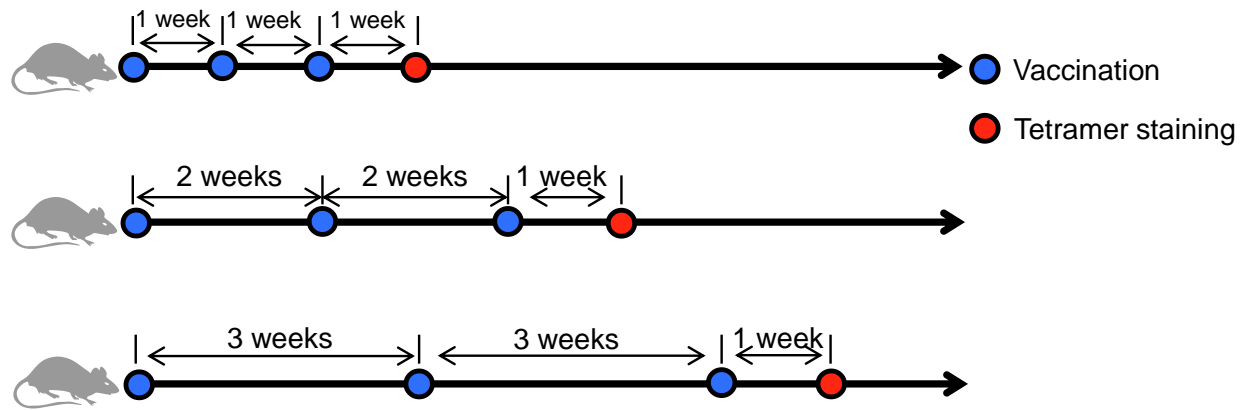 1 week 1 week 1 week
Vaccination
Tetramer staining
2 weeks 2 weeks 1 week
3 weeks 3 weeks 1 week